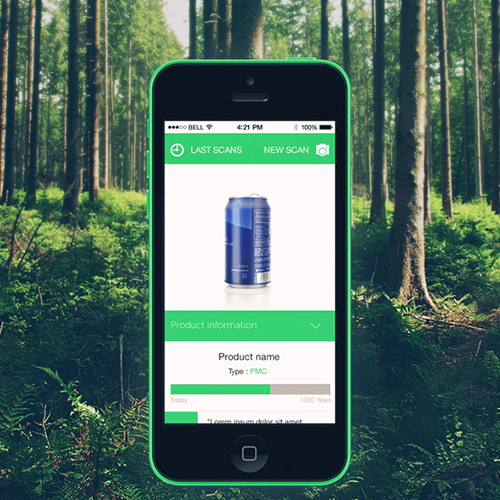 BELL 4:21 PM 100%
LAST SCANS NEW SCAN
Product information
Product name
Type : PMC
Today 1000 Years
"Lorem ipsum dolor sit amet